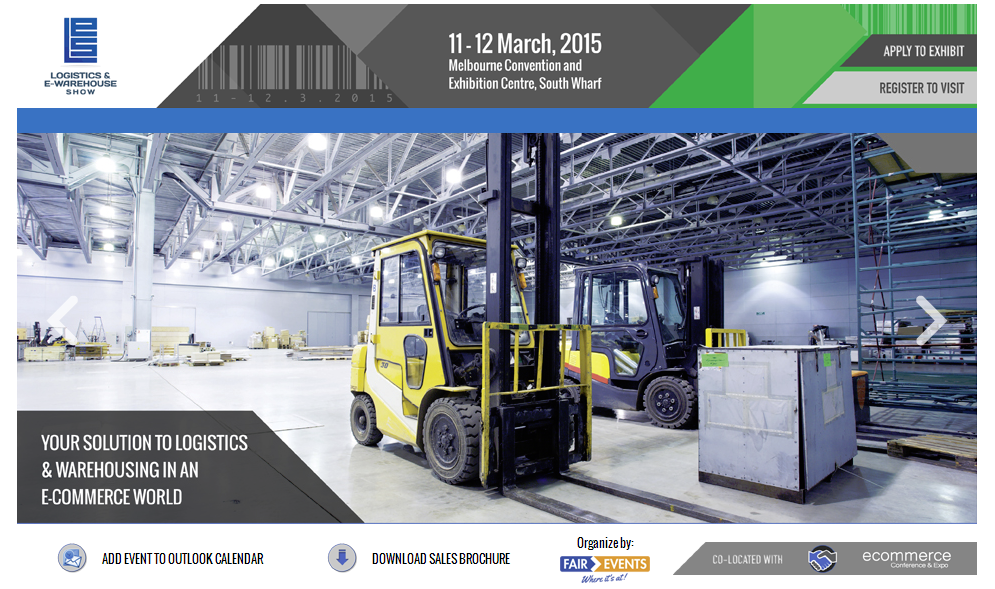 LOGISTICS &
E-WAREHOUSE
SHOW
11-12.3.2015
11 - 12 March, 2015
Melbourne Convention and
Exhibition Centre, South Wharf
APPLY TO EXHIBIT
REGISTER TO VISIT
30
YOUR SOLUTION TO LOGISTICS
& WAREHOUSING IN AN
E-COMMERCE WORLD
ADD EVENT TO OUTLOOK CALENDAR
DOWNLOAD SALES BROCHURE
Organize by:
FAIR EVENTS
Where it's at!
CO-LOCATED WITH
ecommerce
Conference & Expo